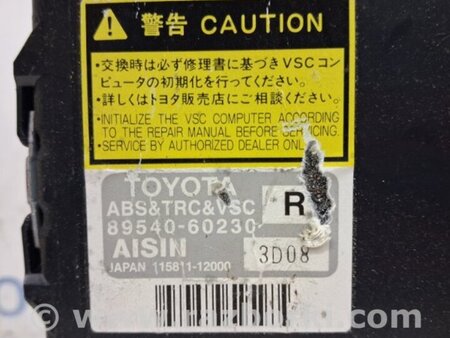 警告 CAUTION
・交換時は必ず修理書に基づきVSCコン
ピュータの初期化を行ってください。
・詳しくはトヨタ販売店にご相談ください。
・INITIALIZE THE VSC COMPUTER ACCORDING
TO THE REPAIR MANUAL BEFORE SERVICING.
・SERVICE BY AUTHORIZED DEALER ONLY
TOYOTA
ABS&TRC&VSC R
89540-60230
AISIN 3D08
JAPAN 115811-12000